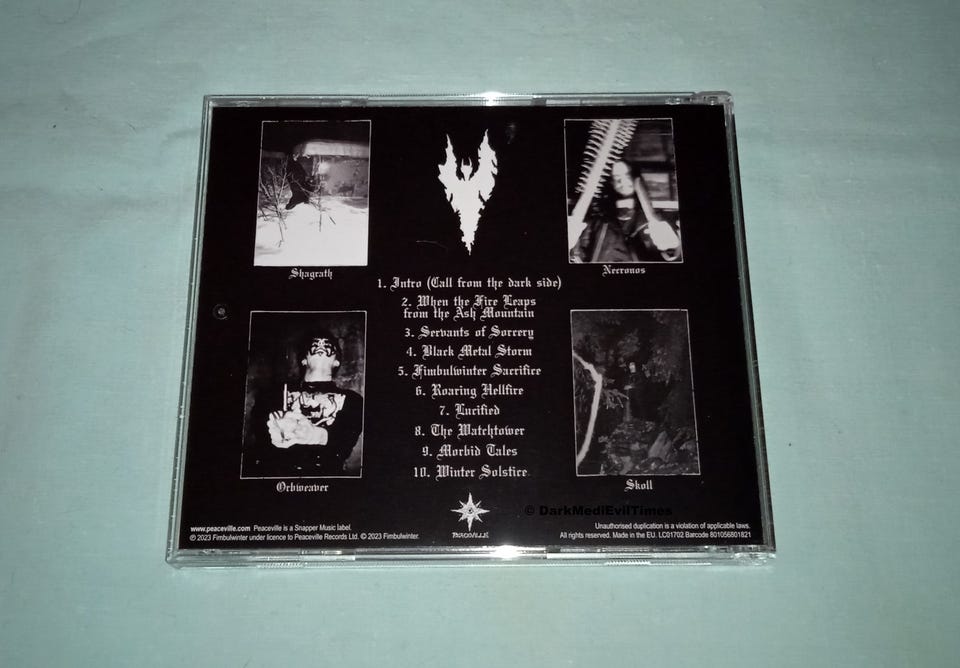 Shagrath
Necronos
1. Intro (Call from the dark side)
2. When the Fire Leaps
from the Ash Mountain
3. Servants of Sorcery
4. Black Metal Storm
5. Fimbulwinter Sacrifice
6. Roaring Hellfire
7. Lucified
8. The Watchtower
9. Morbid Tales
10. Winter Solstice
Orbweaver
Skoll
© DarkMediEvilTimes
www.peaceville.com Peaceville is a Snapper Music label.
℗ 2023 Fimbulwinter under licence to Peaceville Records Ltd. © 2023 Fimbulwinter.
PEACEVILLE
Unauthorised duplication is a violation of applicable laws.
All rights reserved. Made in the EU. LC01702 Barcode 801056801821